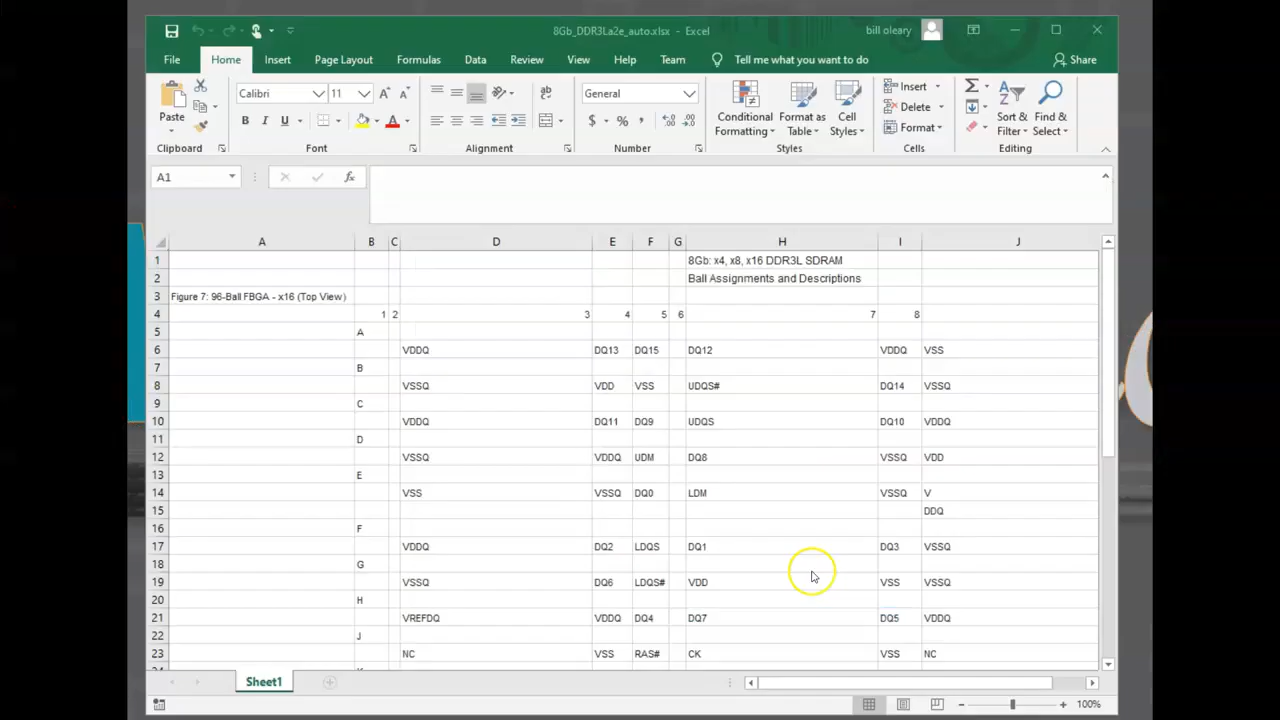 8Gb_DDR3La2e_auto.xlsx - Excel
bill oleary
File Home Insert Page Layout Formulas Data Review View Help Team Tell me what you want to do Share
Paste
Clipboard
Calibri 11
B I U
Font
Alignment
General
$ % ,
Number
Conditional Formatting
Format as Table
Cell Styles
Styles
Insert
Delete
Format
Cells
Sort & Filter
Find & Select
Editing
A1
fx
A B C D E F G H I J
1 8Gb: x4, x8, x16 DDR3L SDRAM
2 Ball Assignments and Descriptions
3 Figure 7: 96-Ball FBGA - x16 (Top View)
4 1 2 3 4 5 6 7 8
5 A
6 VDDQ DQ13 DQ15 DQ12 VDDQ VSS
7 B
8 VSSQ VDD VSS UDQS# DQ14 VSSQ
9 C
10 VDDQ DQ11 DQ9 UDQS DQ10 VDDQ
11 D
12 VSSQ VDDQ UDM DQ8 VSSQ VDD
13 E
14 VSS VSSQ DQ0 LDM VSSQ V
15 DDQ
16 F
17 VDDQ DQ2 LDQS DQ1 DQ3 VSSQ
18 G
19 VSSQ DQ6 LDQS# VDD VSS VSSQ
20 H
21 VREFDQ VDDQ DQ4 DQ7 DQ5 VDDQ
22 J
23 NC VSS RAS# CK VSS NC
Sheet1
100%